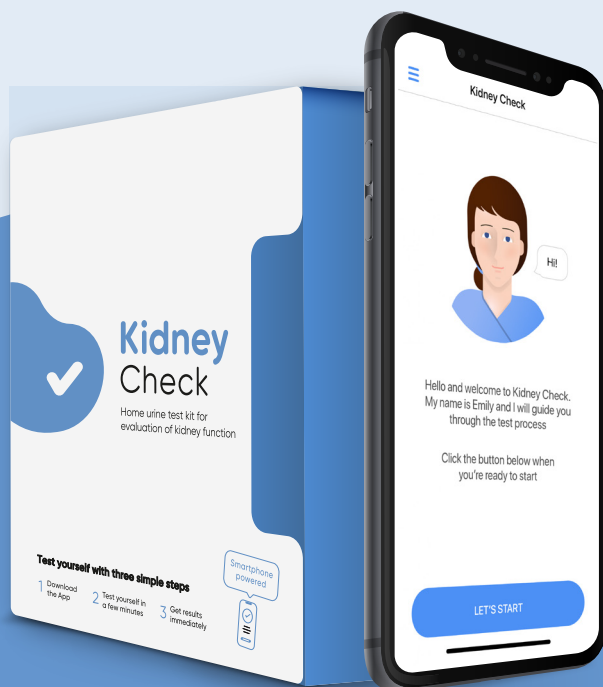 Kidney
Check
Home urine test kit for
evaluation of kidney function
Test yourself with three simple steps
1 Download
the App
2 Test yourself in
a few minutes
3 Get results
immediately
Smartphone
powered
Kidney Check
Hi!
Hello and welcome to Kidney Check.
My name is Emily and I will guide you
through the test process
Click the button below when
you're ready to start
LET'S START